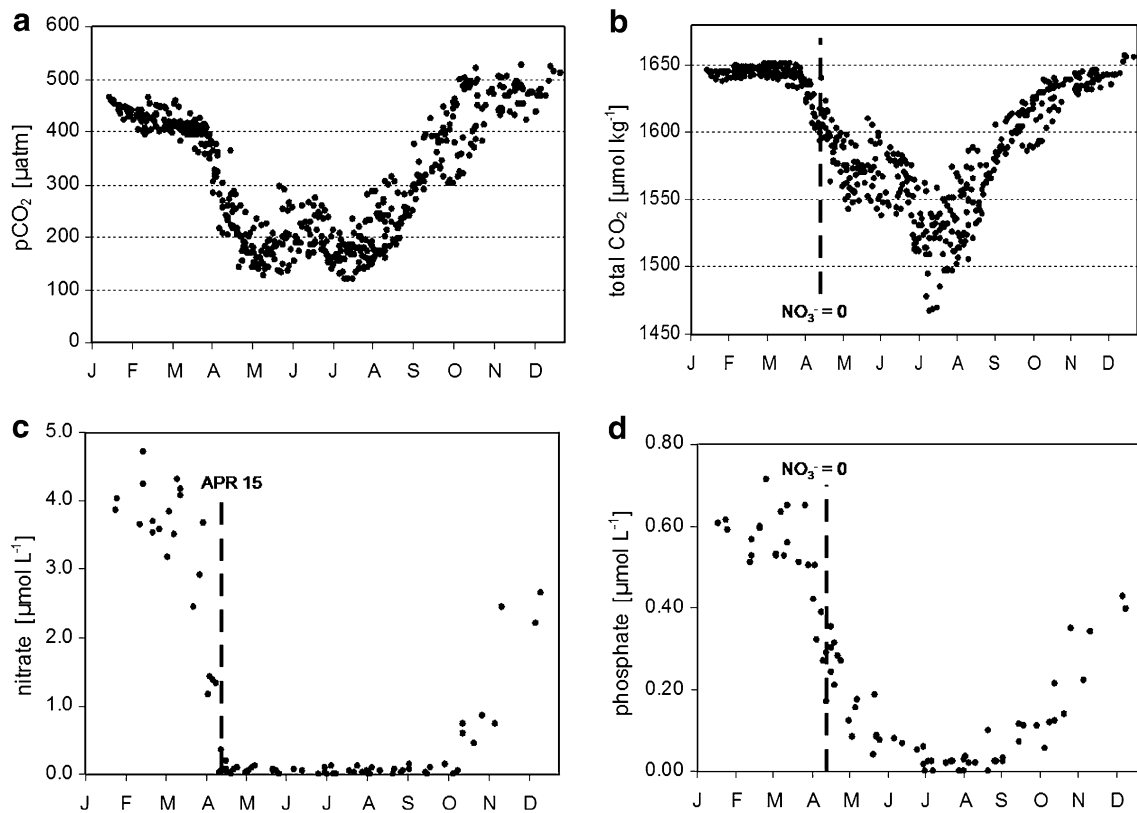 a
pCO₂ [µatm]
600
500
400
300
200
100
0
J F M A M J J A S O N D
b
total CO₂ [µmol kg⁻¹]
1650
1600
1550
1500
1450
NO₃⁻ = 0
J F M A M J J A S O N D
c
nitrate [µmol L⁻¹]
5.0
4.0
3.0
2.0
1.0
0.0
APR 15
J F M A M J J A S O N D
d
phosphate [µmol L⁻¹]
0.80
0.60
0.40
0.20
0.00
NO₃⁻ = 0
J F M A M J J A S O N D